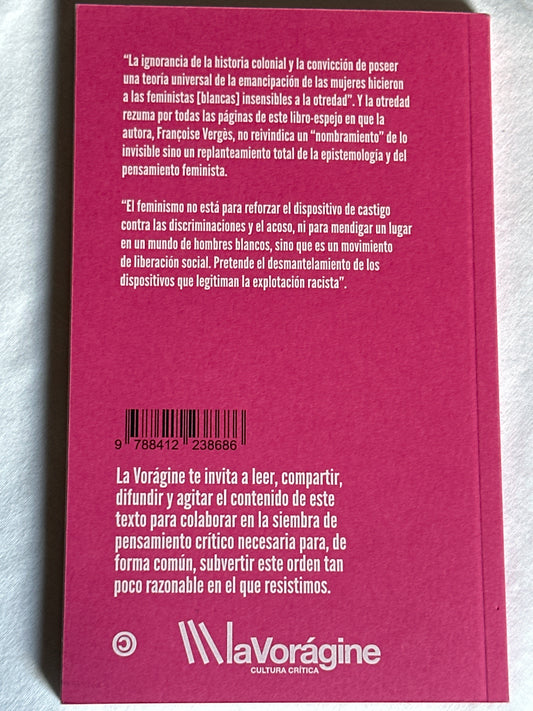 “La ignorancia de la historia colonial y la convicción de poseer
una teoría universal de la emancipación de las mujeres hicieron
a las feministas [blancas] insensibles a la otredad”. Y la otredad
rezuma por todas las páginas de este libro-espejo en que la
autora, Françoise Vergès, no reivindica un “nombramiento” de lo
invisible sino un replanteamiento total de la epistemología y del
pensamiento feminista.
“El feminismo no está para reforzar el dispositivo de castigo
contra las discriminaciones y el acoso, ni para mendigar un lugar
en un mundo de hombres blancos, sino que es un movimiento
de liberación social. Pretende el desmantelamiento de los
dispositivos que legitiman la explotación racista”.
9 788412 238686
La Vorágine te invita a leer, compartir,
difundir y agitar el contenido de este
texto para colaborar en la siembra de
pensamiento crítico necesaria para, de
forma común, subvertir este orden tan
poco razonable en el que resistimos.
laVorágine
CULTURA CRÍTICA